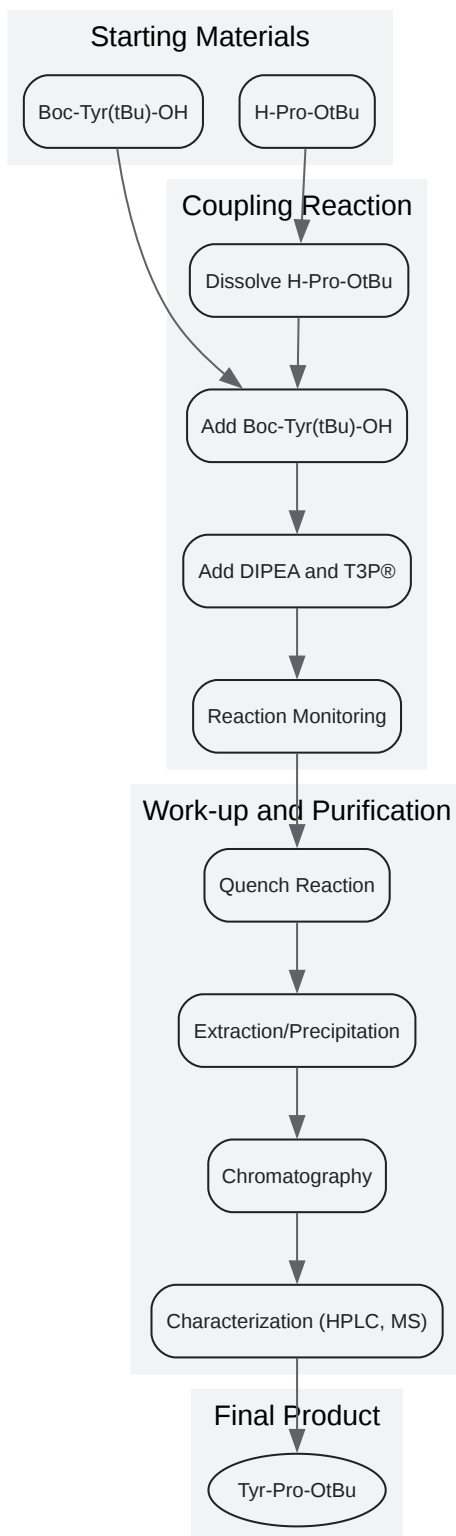 Starting Materials
Boc-Tyr(tBu)-OH
H-Pro-OtBu
Coupling Reaction
Dissolve H-Pro-OtBu
Add Boc-Tyr(tBu)-OH
Add DIPEA and T3P®
Reaction Monitoring
Work-up and Purification
Quench Reaction
Extraction/Precipitation
Chromatography
Characterization (HPLC, MS)
Final Product
Tyr-Pro-OtBu